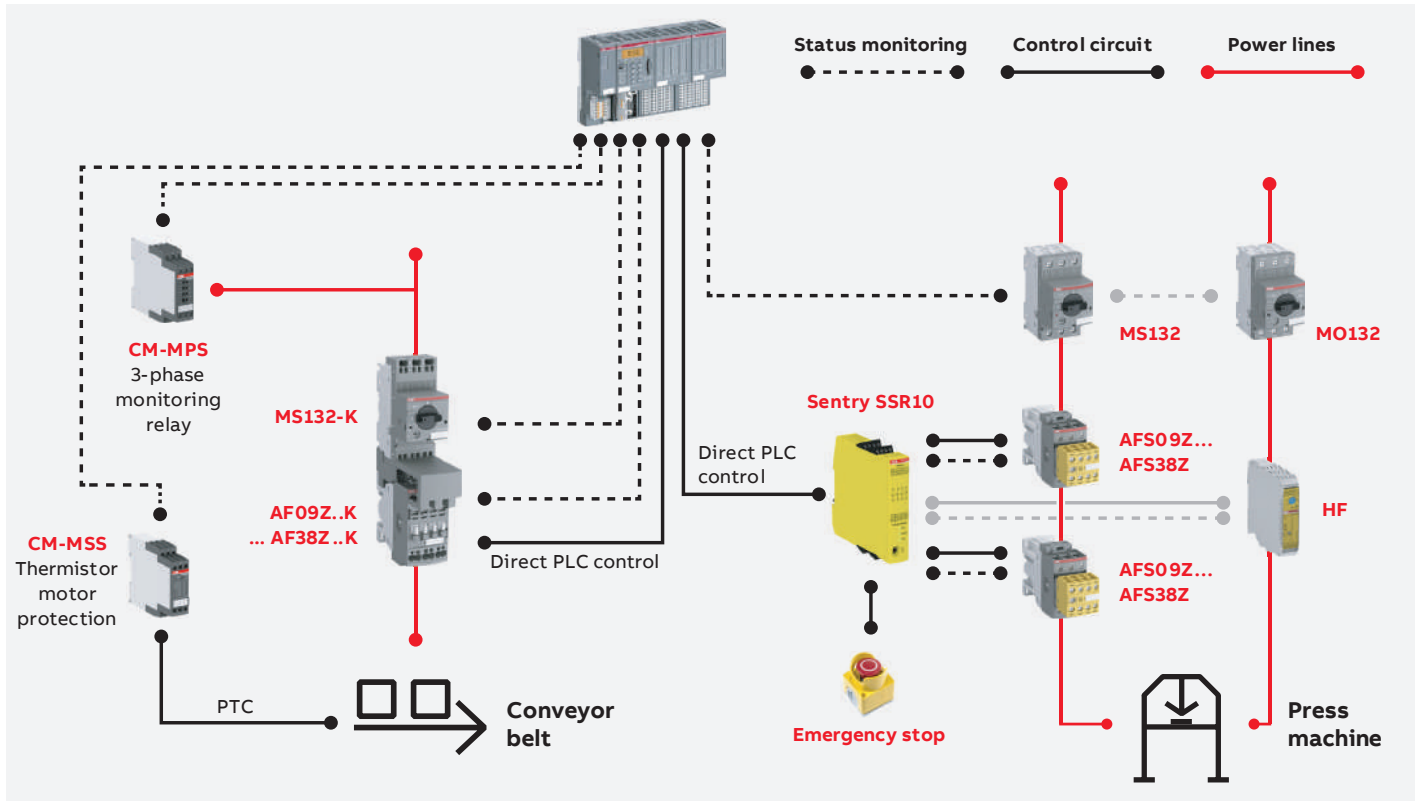 Status monitoring
Control circuit
Power lines
CM-MPS
3-phase
monitoring
relay
MS132-K
AF09Z..K
... AF38Z..K
Direct PLC control
CM-MSS
Thermistor
motor
protection
PTC
Conveyor
belt
Sentry SSR10
Direct PLC
control
Emergency stop
MS132
MO132
AFS09Z...
AFS38Z
HF
AFS09Z...
AFS38Z
Press
machine